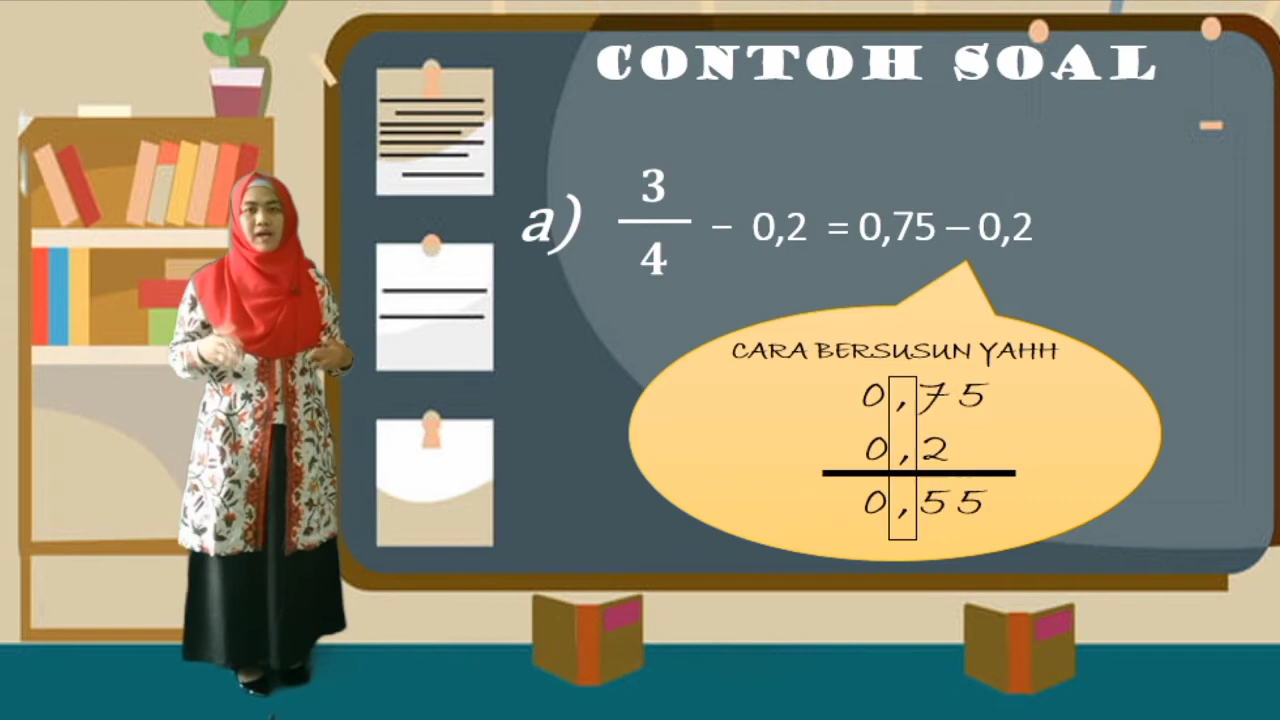 CONTOH SOAL
a) 3/4 - 0,2 = 0,75 – 0,2
CARA BERSUSUN YAHH
0,75
0,2
0,55